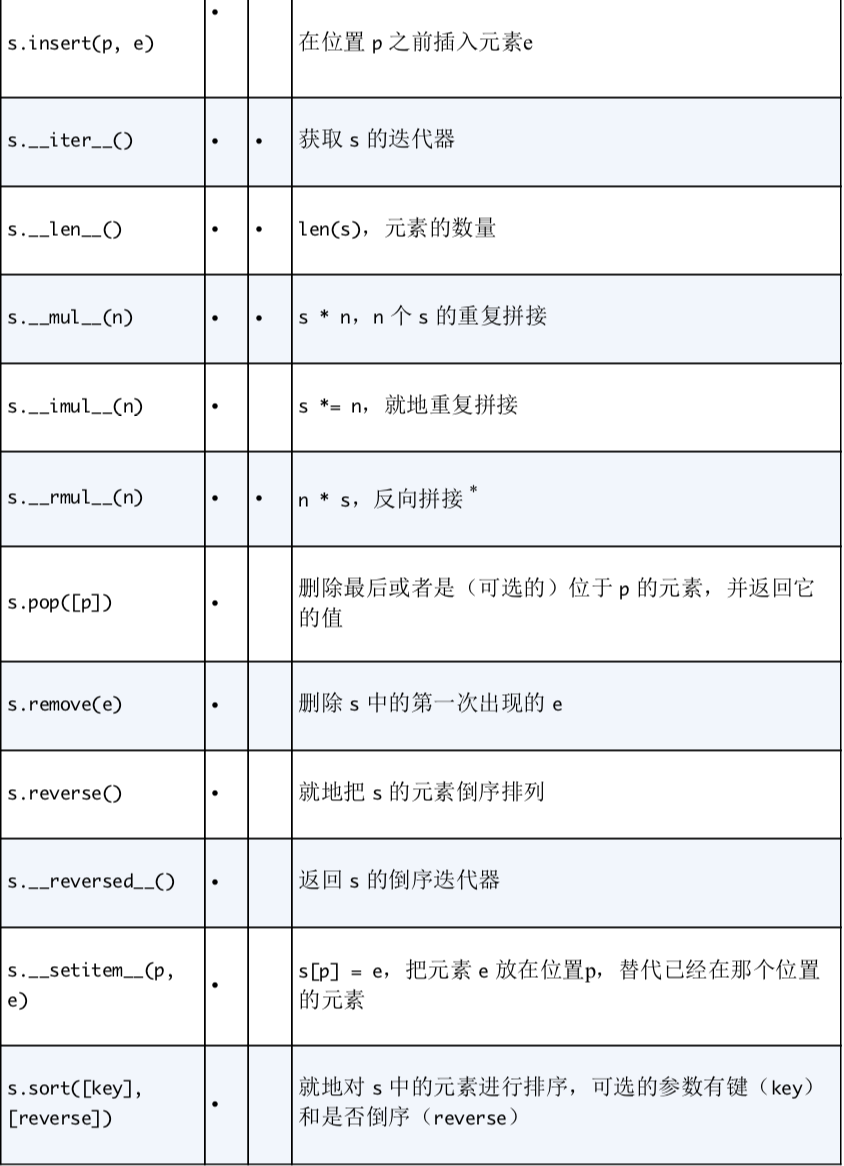 s.insert(p, e) • 在位置 p 之前插入元素e
s.__iter__() • • 获取 s 的迭代器
s.__len__() • • len(s)，元素的数量
s.__mul__(n) • • s * n，n 个 s 的重复拼接
s.__imul__(n) • s *= n，就地重复拼接
s.__rmul__(n) • • n * s，反向拼接*
s.pop([p]) • 删除最后或者是（可选的）位于 p 的元素，并返回它
的值
s.remove(e) • 删除 s 中的第一次出现的 e
s.reverse() • 就地把 s 的元素倒序排列
s.__reversed__() • 返回 s 的倒序迭代器
s.__setitem__(p, • s[p] = e，把元素 e 放在位置p，替代已经在那个位置
e) 的元素
s.sort([key], • 就地对 s 中的元素进行排序，可选的参数有键（key）
[reverse]) 和是否倒序（reverse）